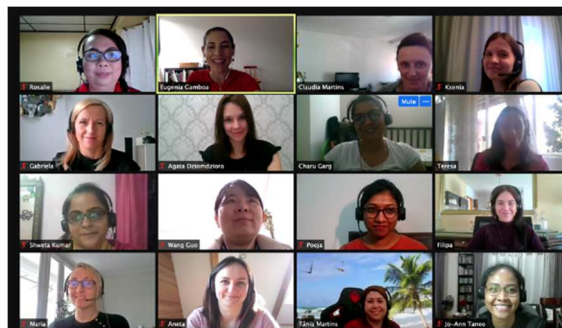 Rosalie
Eugenia Gamboa
Claudia Martins
Ksenia
Mute
Gabriela
Agata Dziemdziora
Charu Garg
Teresa
Shweta Kumar
Wang Guo
Pooja
Filipa
Maria
Aneta
Tânia Martins
Jo-Ann Taneo